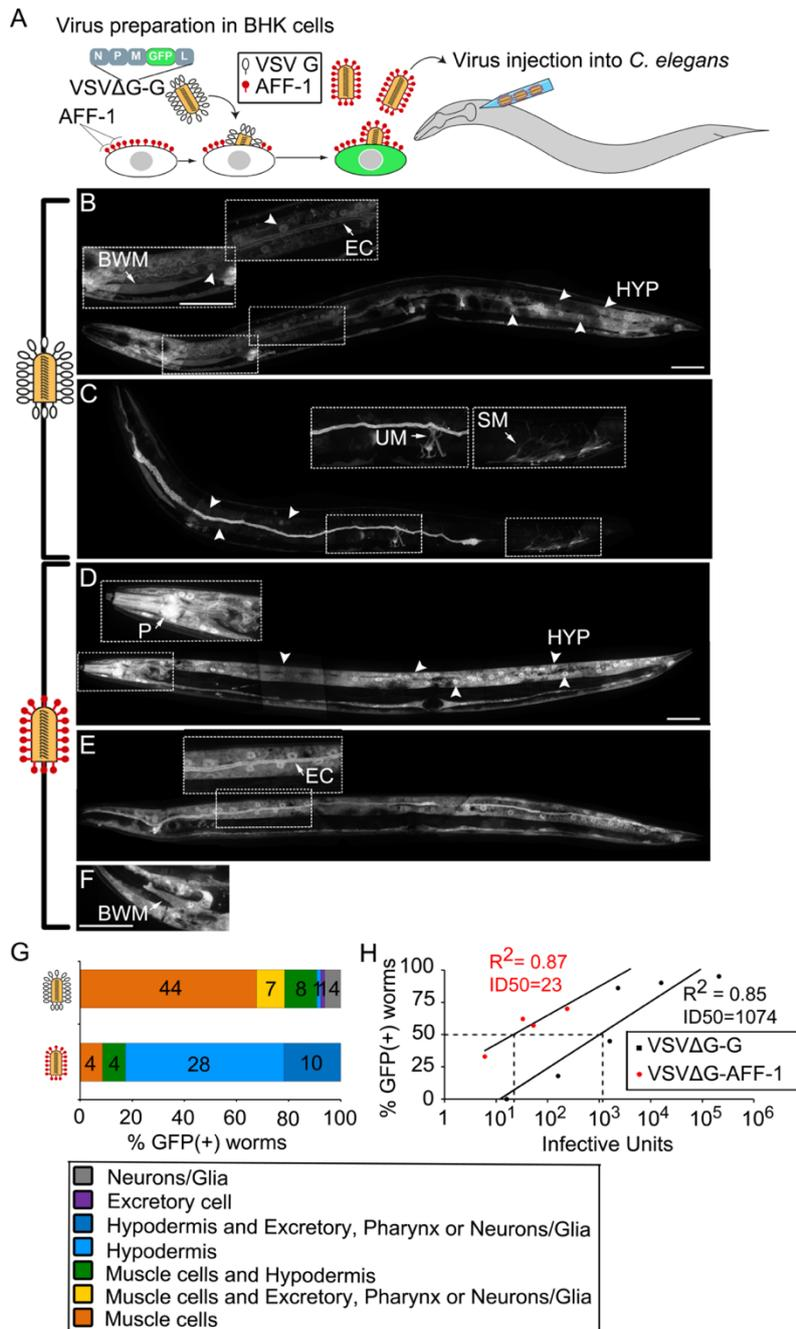 A
Virus preparation in BHK cells
N P M GFP L
VSVΔG-G
AFF-1
VSV G
AFF-1
Virus injection into C. elegans
B
BWM
EC
HYP
C
UM
SM
D
P
HYP
E
EC
F
BWM
G
44 7 8 1 1 4
4 4 28 10
0 20 40 60 80 100
% GFP(+) worms
H
% GFP(+) worms
100
75
50
25
0
R² = 0.87
ID50=23
R² = 0.85
ID50=1074
VSVΔG-G
VSVΔG-AFF-1
1 10¹ 10² 10³ 10⁴ 10⁵ 10⁶
Infective Units
Neurons/Glia
Excretory cell
Hypodermis and Excretory, Pharynx or Neurons/Glia
Hypodermis
Muscle cells and Hypodermis
Muscle cells and Excretory, Pharynx or Neurons/Glia
Muscle cells